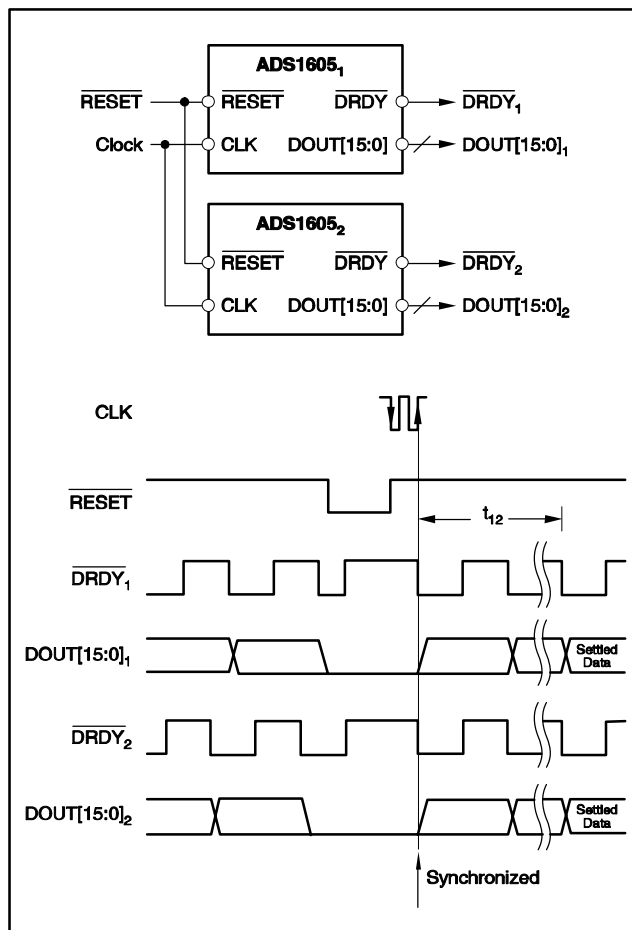 ADS1605₁
RESET RESET DRDY DRDY₁
Clock CLK DOUT[15:0] DOUT[15:0]₁
ADS1605₂
RESET DRDY DRDY₂
CLK DOUT[15:0] DOUT[15:0]₂
CLK
RESET
t₁₂
DRDY₁
DOUT[15:0]₁ Settled
Data
DRDY₂
DOUT[15:0]₂ Settled
Data
Synchronized